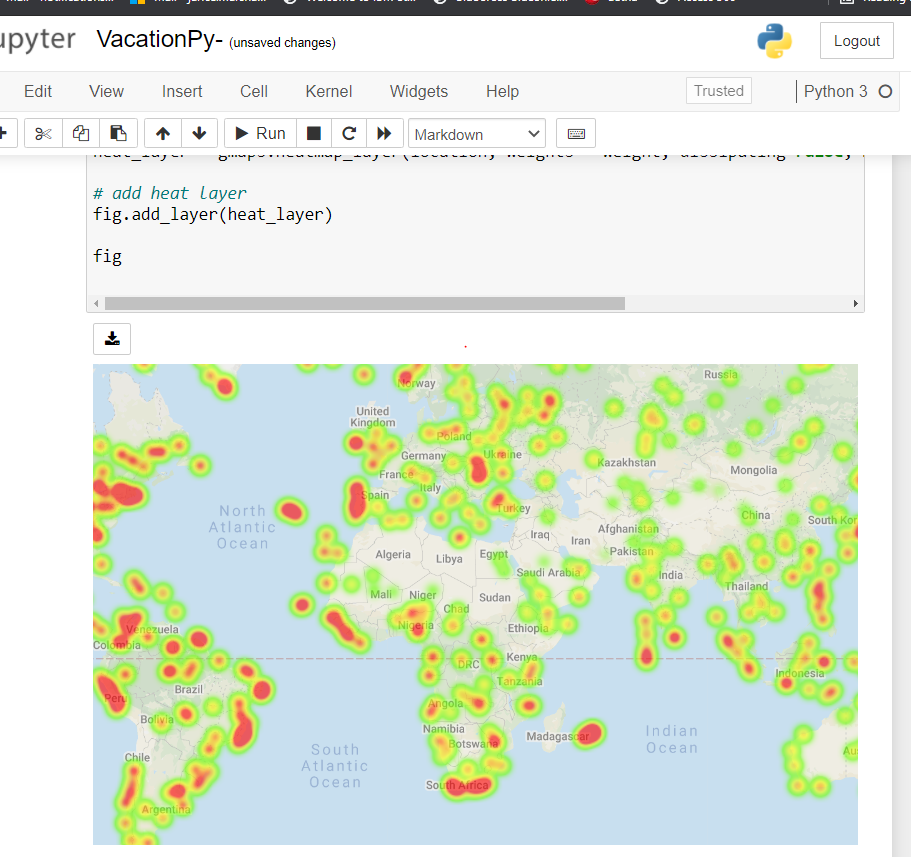 upyter VacationPy- (unsaved changes)
Logout
Edit View Insert Cell Kernel Widgets Help
Trusted
Python 3
Run
Markdown
# add heat layer
fig.add_layer(heat_layer)
fig
Russia
Norway
United
Kingdom
Poland
Germany
Ukraine
Kazakhstan
France
Mongolia
Italy
Spain
North
Atlantic
Ocean
Turkey
China
South Kor
Afghanistan
Iraq
Iran
Algeria
Libya
Egypt
Pakistan
Saudi Arabia
India
Thailand
Mali
Niger
Sudan
Chad
Nigeria
Venezuela
Ethiopia
Colombia
Kenya
DRC
Indonesia
Tanzania
Brazil
Peru
Angola
Bolivia
Namibia
Madagascar
Botswana
Indian
Ocean
South
Atlantic
Ocean
Au
Chile
South Africa
Argentina